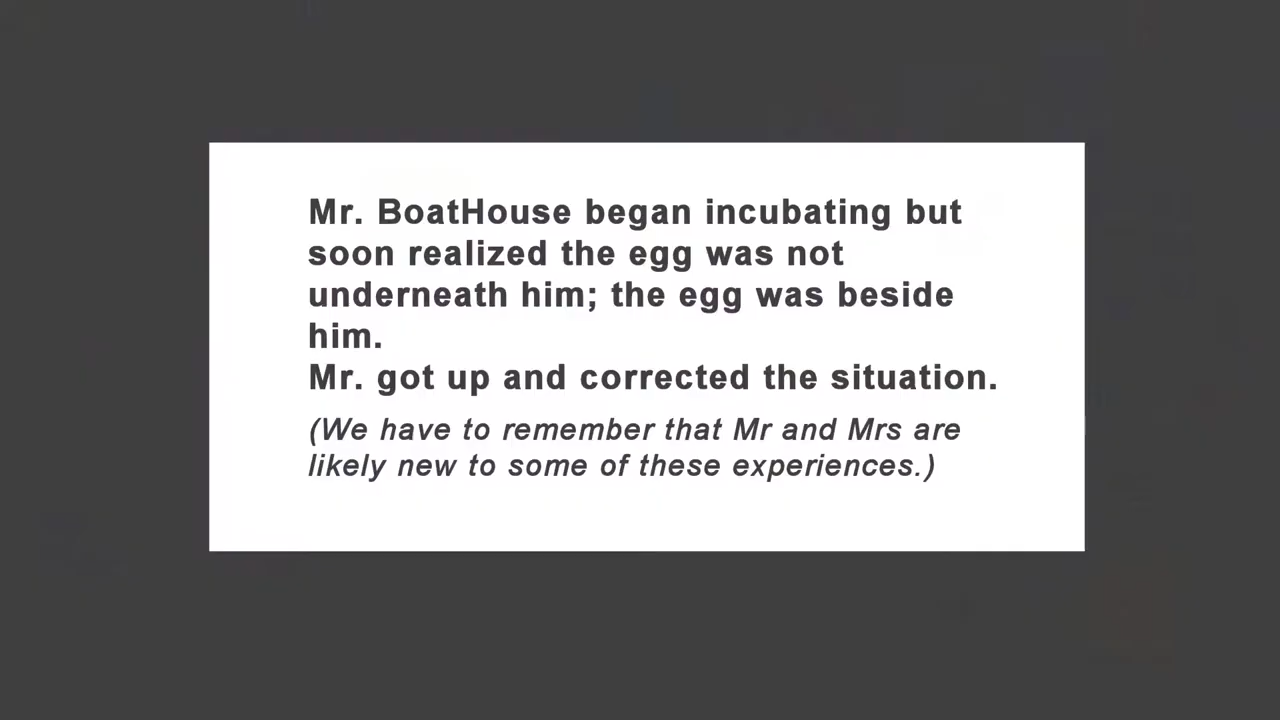 Mr. BoatHouse began incubating but
soon realized the egg was not
underneath him; the egg was beside
him.
Mr. got up and corrected the situation.
(We have to remember that Mr and Mrs are
likely new to some of these experiences.)